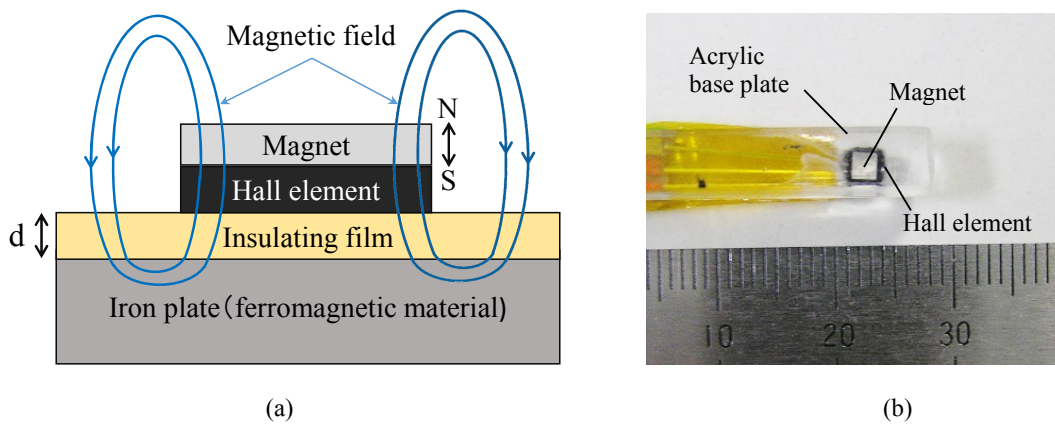 Magnetic field
N
Magnet
S
Hall element
d
Insulating film
Iron plate(ferromagnetic material)
(a)
Acrylic
base plate
Magnet
Hall element
10 20 30
(b)